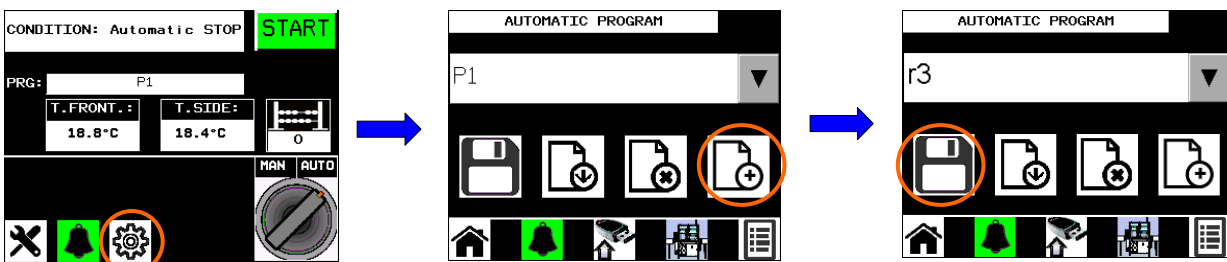 CONDITION: Automatic STOP
START
PRG: P1
T.FRONT.: T.SIDE:
18.8°C 18.4°C
0
MAN AUTO
AUTOMATIC PROGRAM
P1
AUTOMATIC PROGRAM
r3